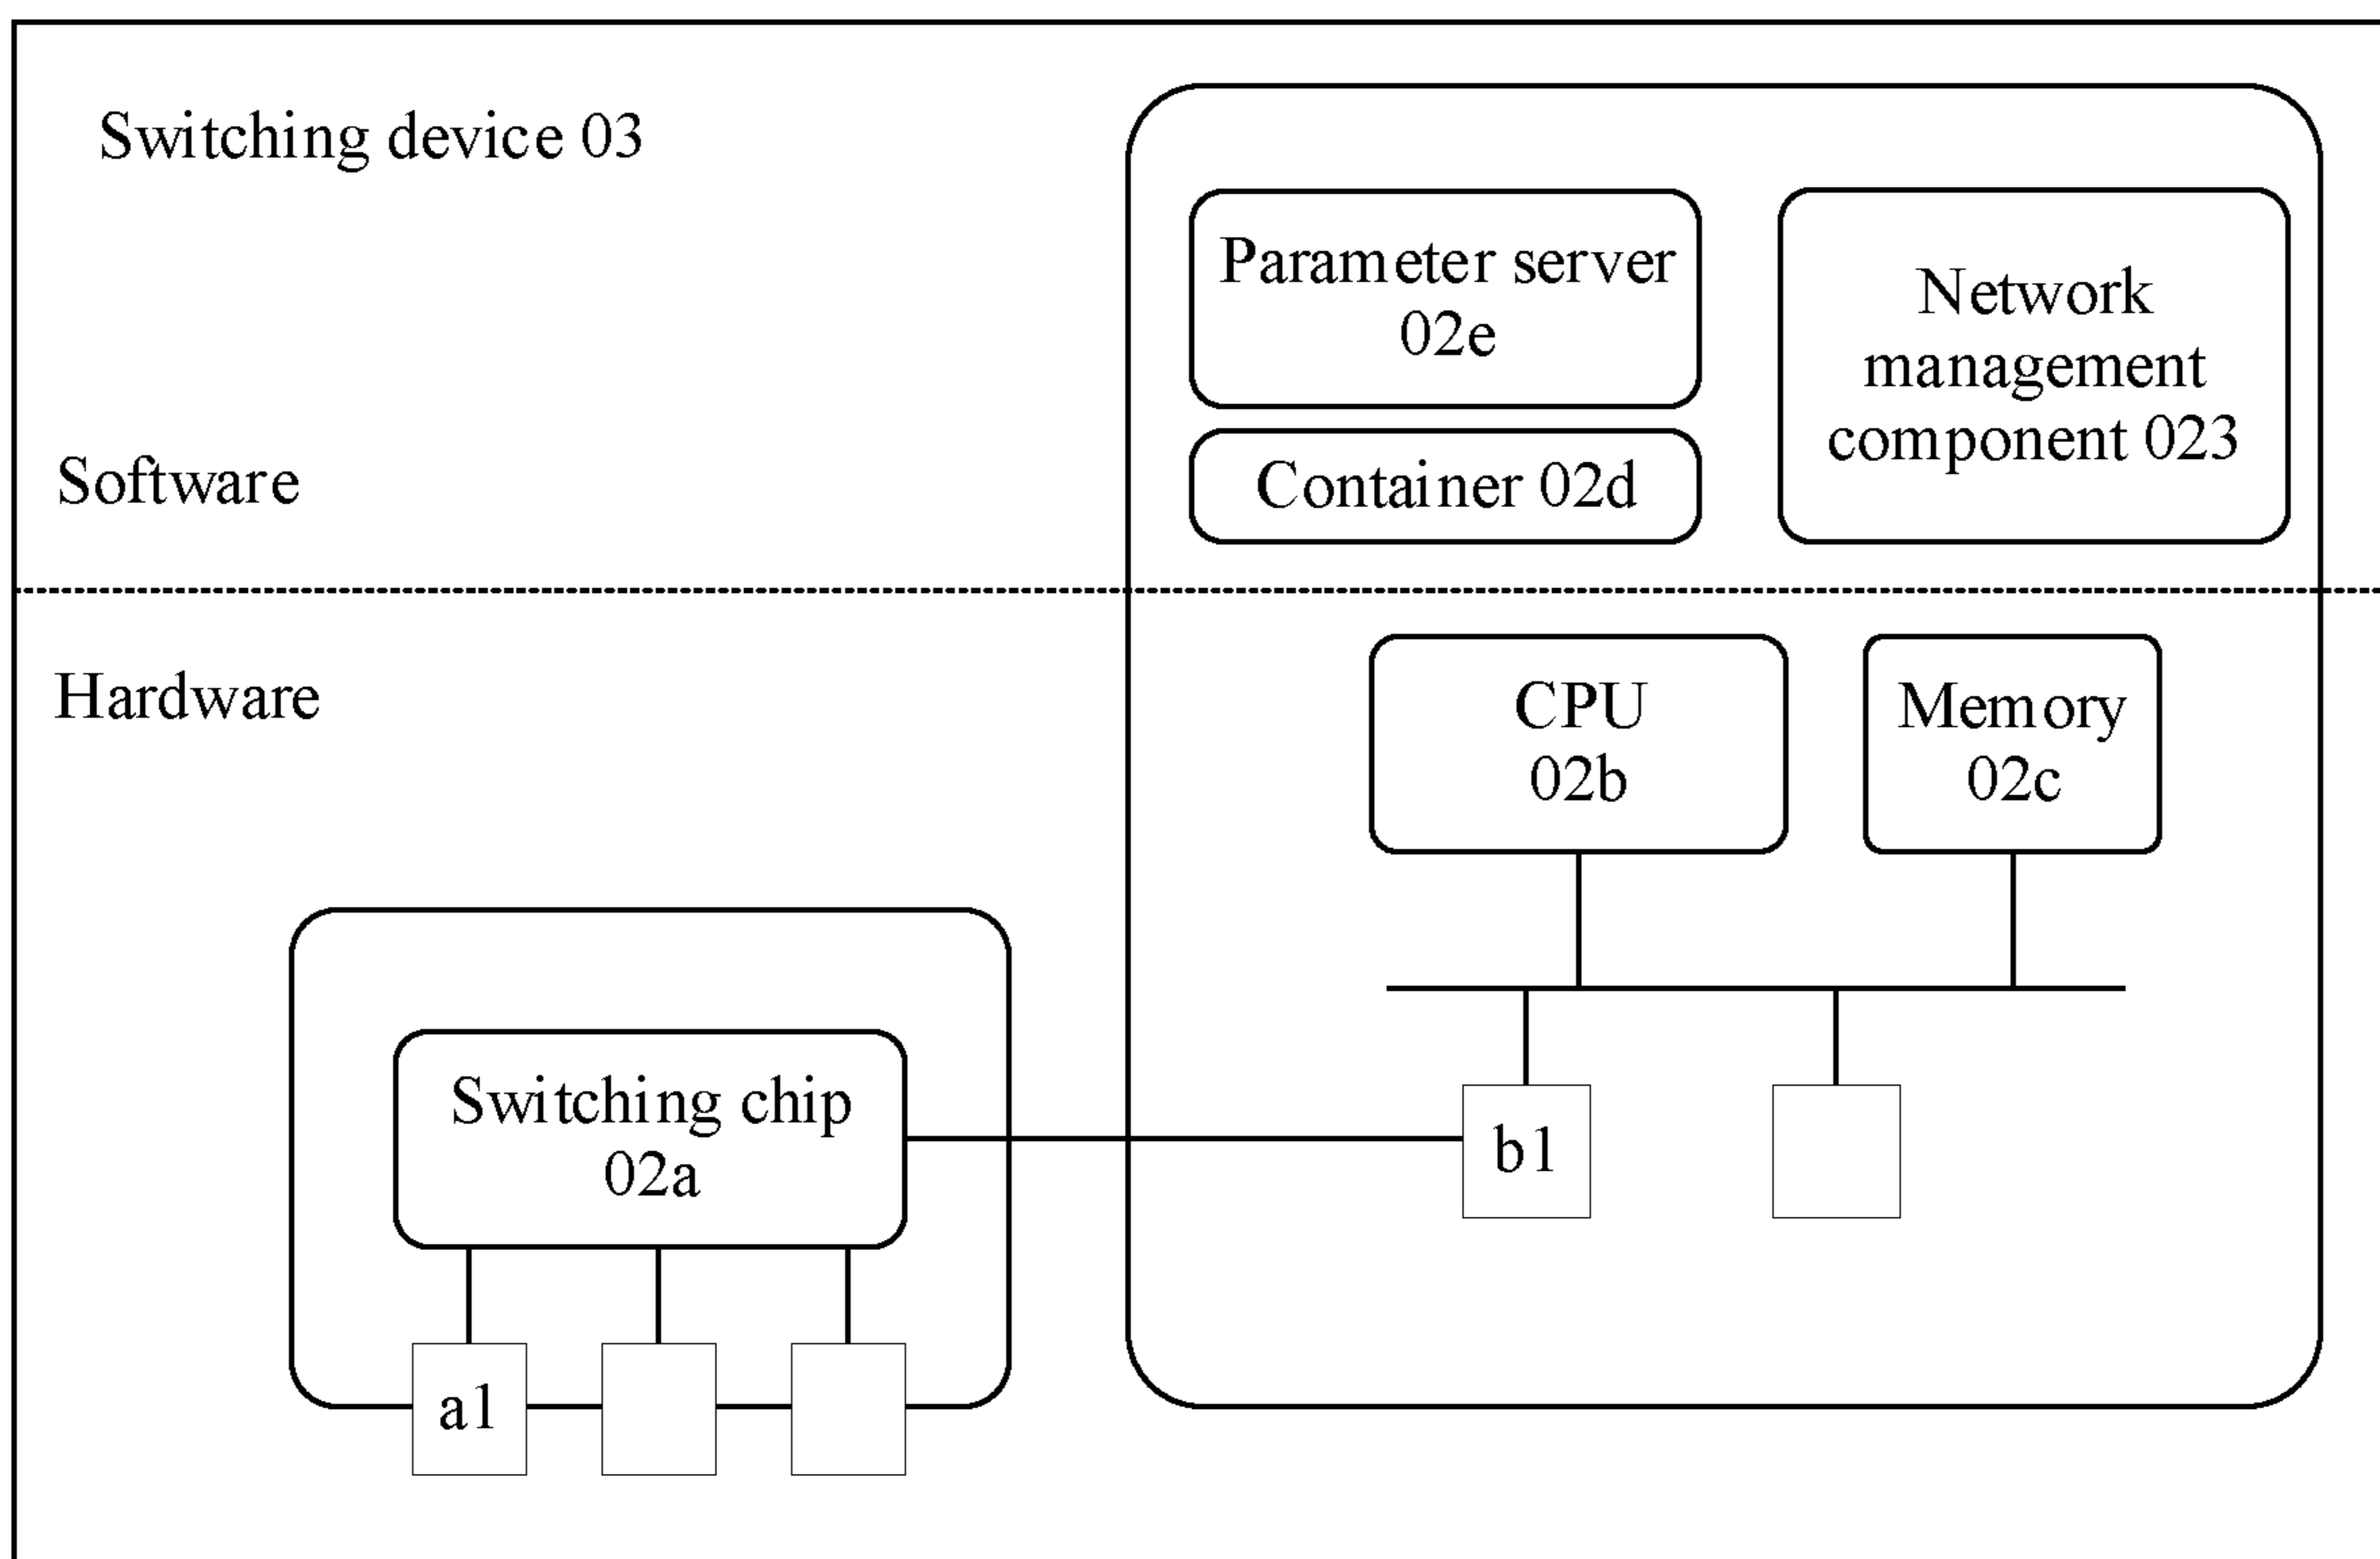 Switching device 03
Parameter server
02e
Network
management
component 023
Container 02d
Software
Hardware
CPU
02b
Memory
02c
Switching chip
02a
b1
a1